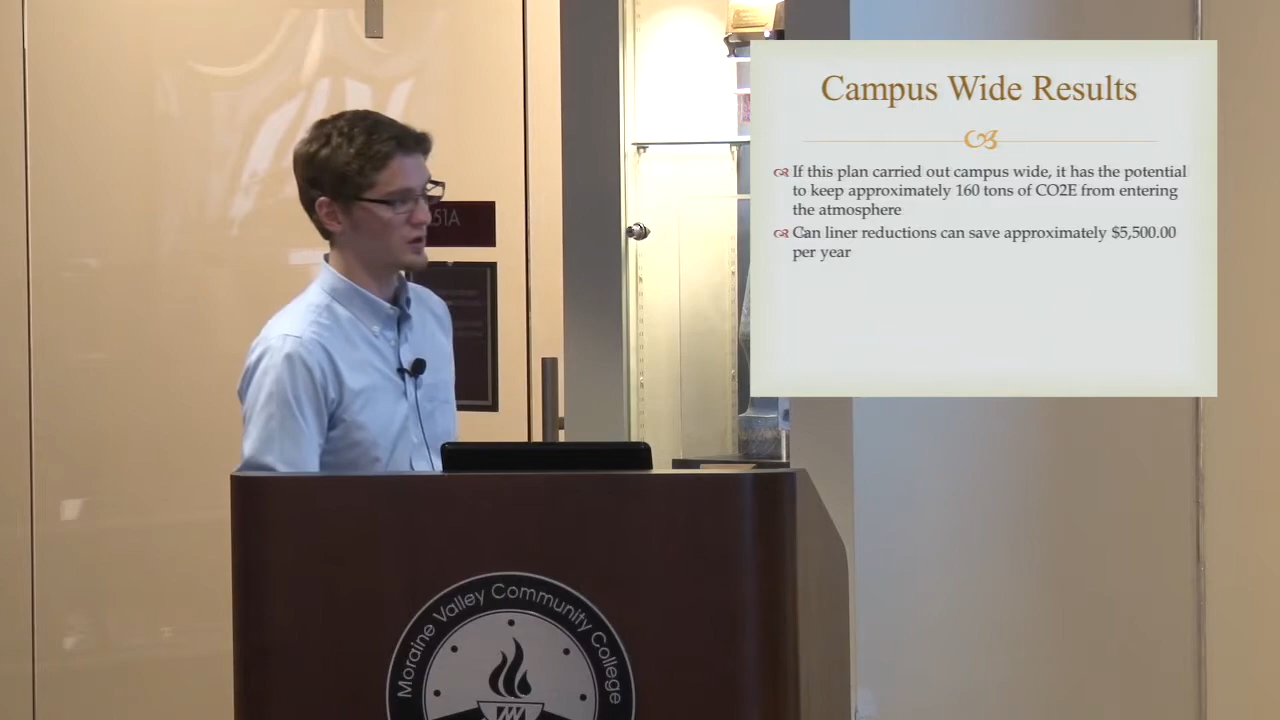 Campus Wide Results
If this plan carried out campus wide, it has the potential
to keep approximately 160 tons of CO2E from entering
the atmosphere
Can liner reductions can save approximately $5,500.00
per year
51A
Moraine Valley Community College